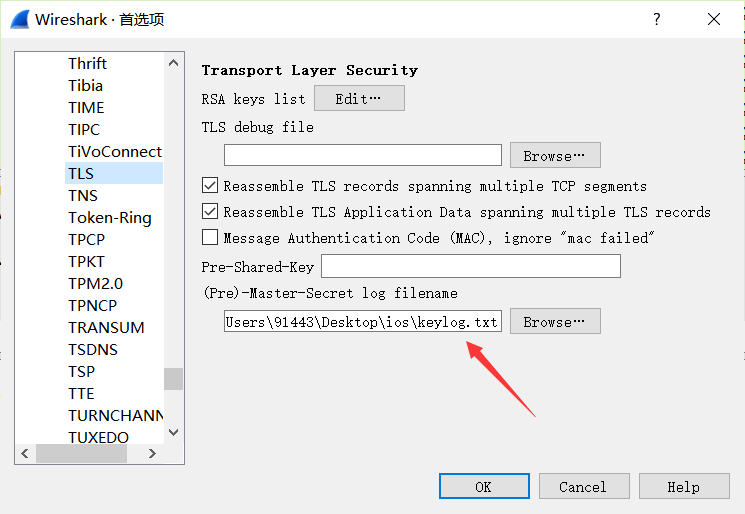 Wireshark · 首选项
Thrift
Tibia
TIME
TiPC
TiVoConnect
TLS
TNS
Token-Ring
TPCP
TPKT
TPM2.0
TPNCP
TRANSUM
TSDNS
TSP
TTE
TURNCHANN
TUXEDO
Transport Layer Security
RSA keys list Edit…
TLS debug file
Browse…
Reassemble TLS records spanning multiple TCP segments
Reassemble TLS Application Data spanning multiple TLS records
Message Authentication Code (MAC), ignore "mac failed"
Pre-Shared-Key
(Pre)-Master-Secret log filename
Users\91443\Desktop\ios\keylog.txt Browse…
OK Cancel Help